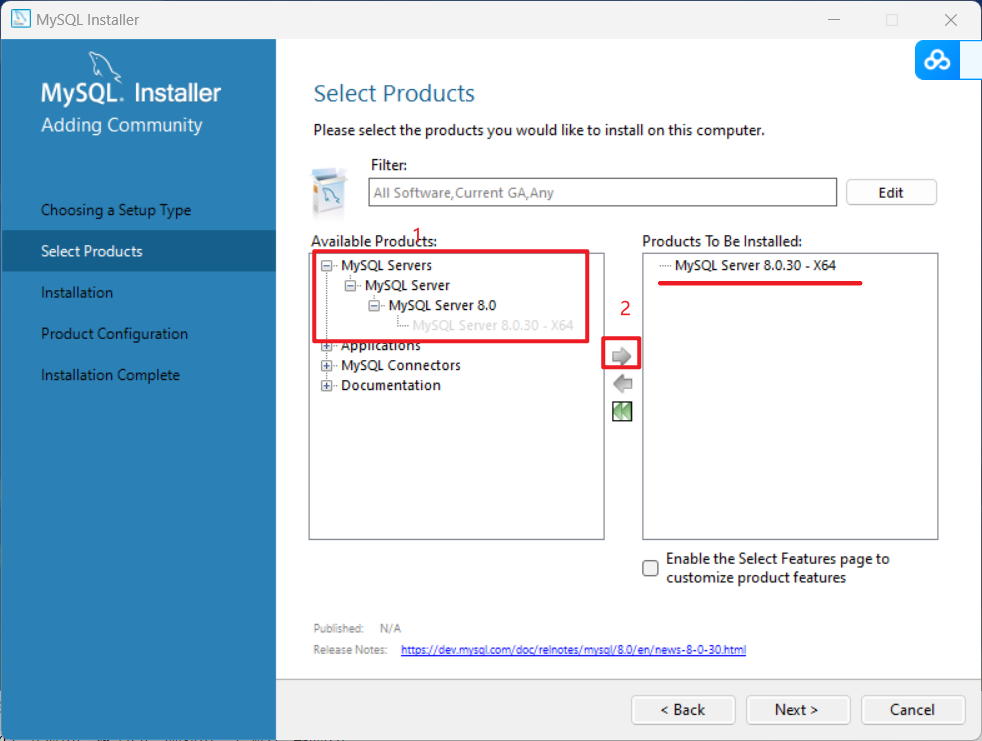 MySQL Installer
MySQL. Installer
Adding Community
Choosing a Setup Type
Select Products
Installation
Product Configuration
Installation Complete
Select Products
Please select the products you would like to install on this computer.
Filter:
All Software,Current GA,Any
Edit
Available Products:
1
MySQL Servers
MySQL Server
MySQL Server 8.0
MySQL Server 8.0.30 - X64
Applications
MySQL Connectors
Documentation
2
Products To Be Installed:
MySQL Server 8.0.30 - X64
Enable the Select Features page to
customize product features
Published: N/A
Release Notes: https://dev.mysql.com/doc/relnotes/mysql/8.0/en/news-8-0-30.html
< Back
Next >
Cancel